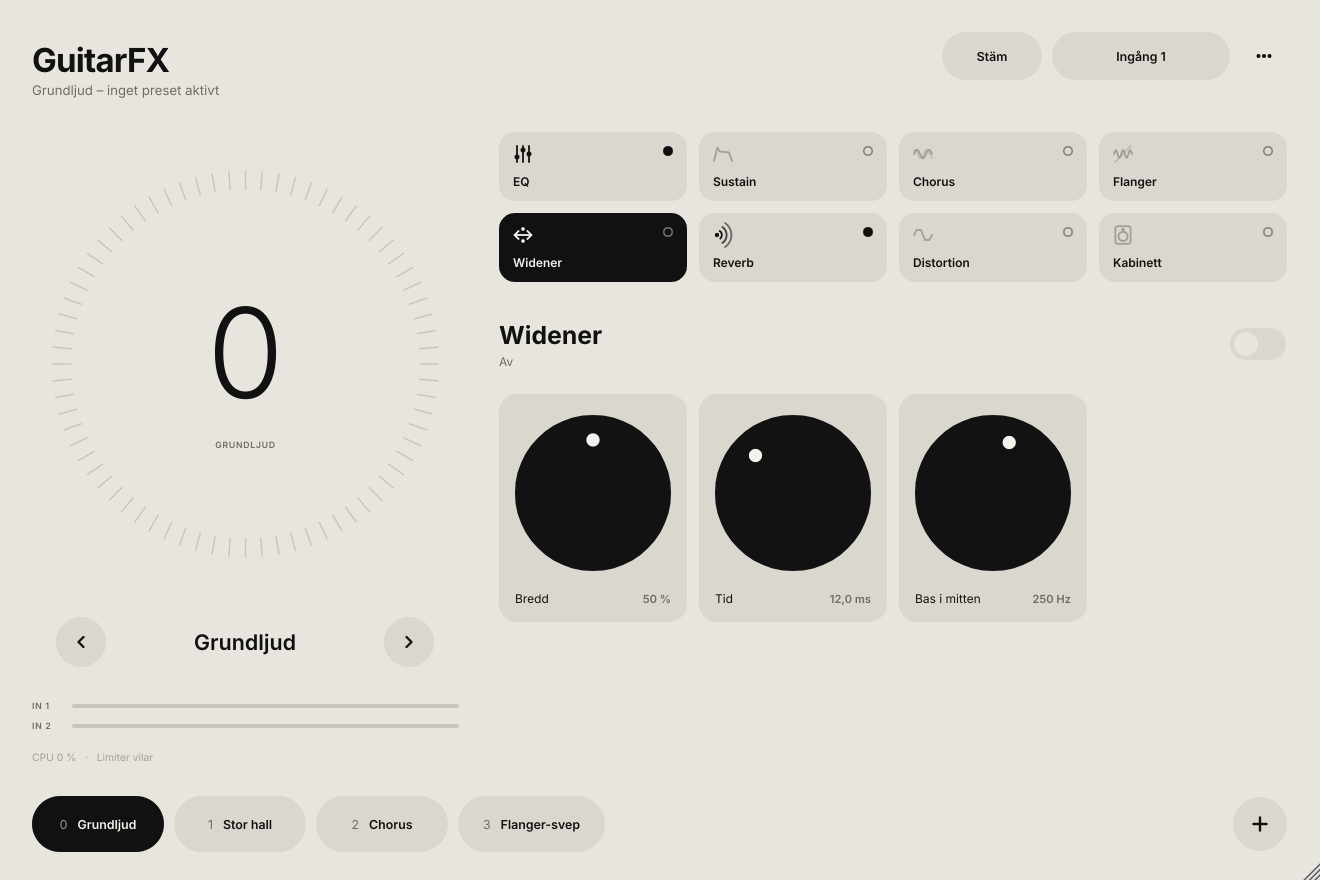 GuitarFX
Grundljud – inget preset aktivt
Stäm
Ingång 1
EQ
Sustain
Chorus
Flanger
Widener
Reverb
Distortion
Kabinett
0
GRUNDLJUD
Widener
Av
Bredd 50 %
Tid 12,0 ms
Bas i mitten 250 Hz
Grundljud
IN 1
IN 2
CPU 0 % · Limiter vilar
0 Grundljud
1 Stor hall
2 Chorus
3 Flanger-svep